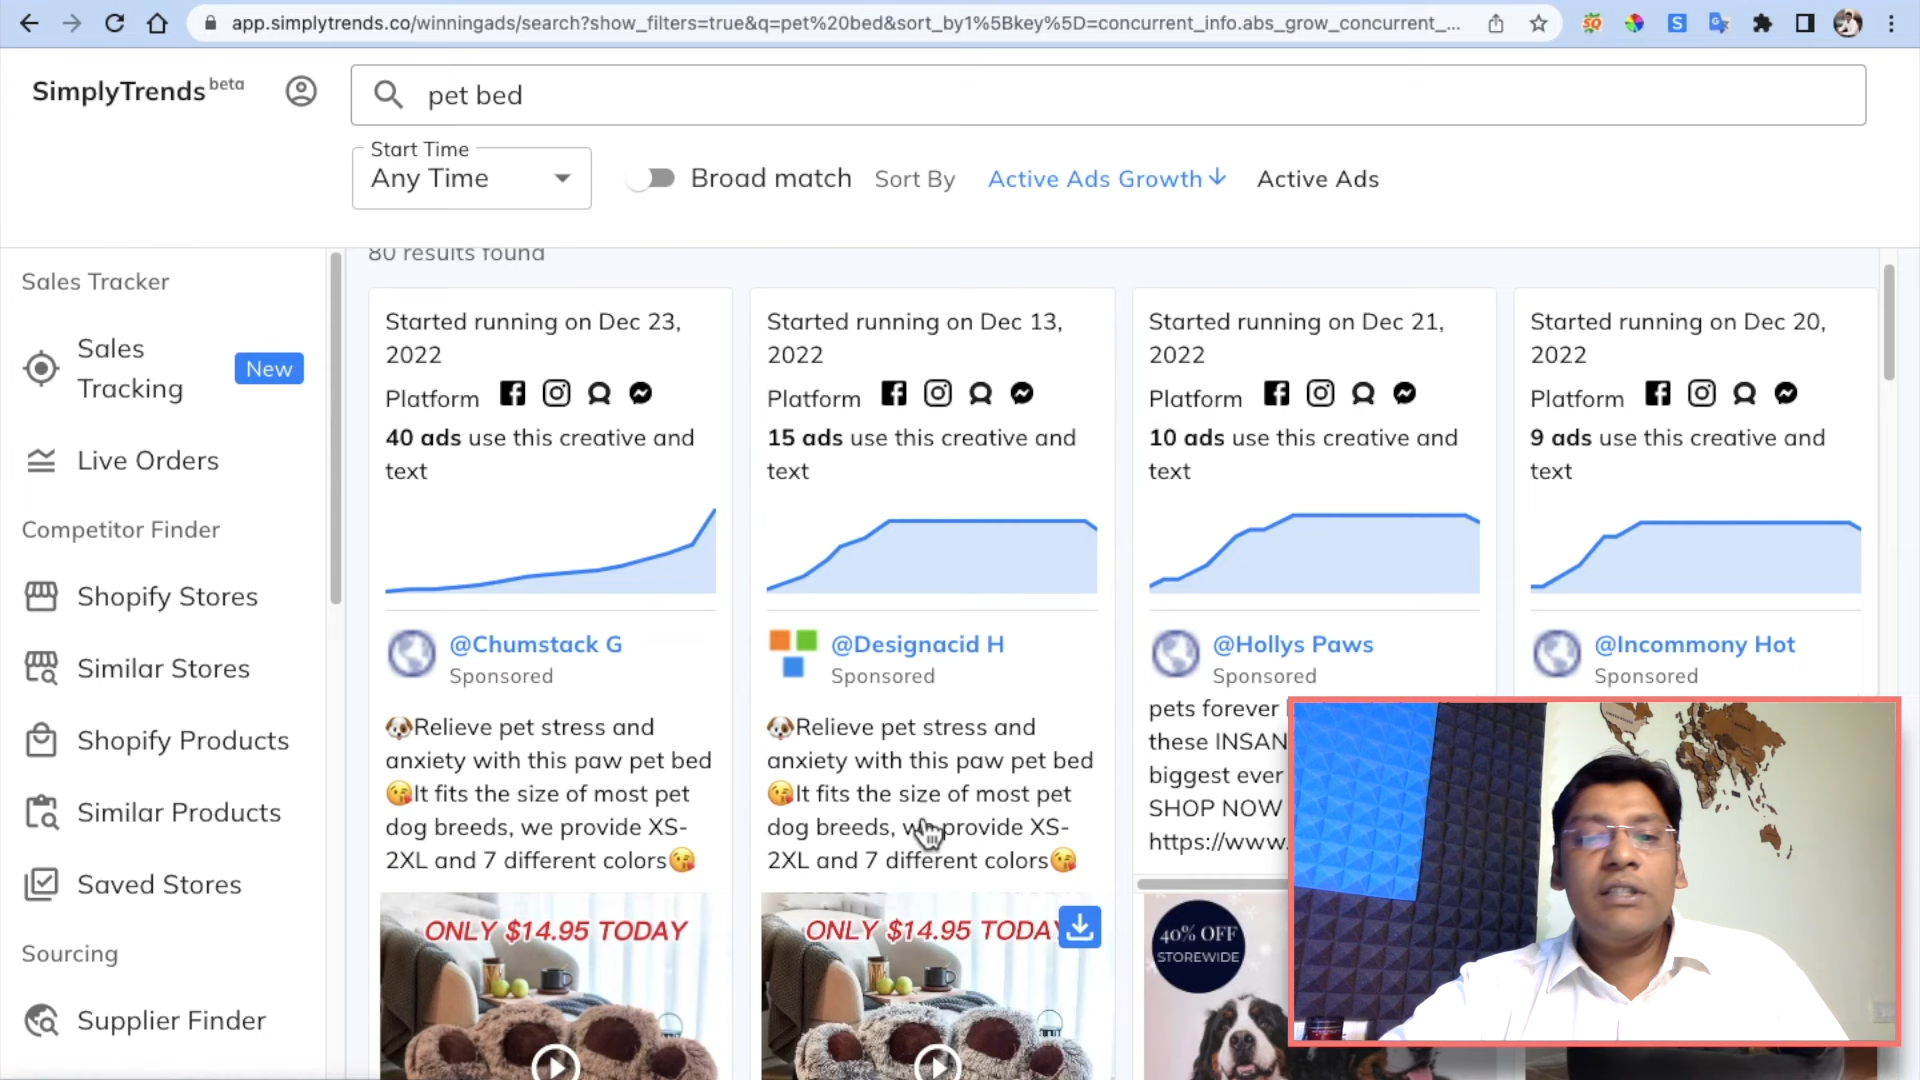 app.simplytrends.co/winningads/search?show_filters=true&q=pet%20bed&sort_by1%5Bkey%5D=concurrent_info.abs_grow_concurrent_...
SimplyTrends beta
pet bed
Start Time
Any Time
Broad match
Sort By
Active Ads Growth
Active Ads
80 results found
Sales Tracker
Sales
Tracking
New
Live Orders
Competitor Finder
Shopify Stores
Similar Stores
Shopify Products
Similar Products
Saved Stores
Sourcing
Supplier Finder
Started running on Dec 23,
2022
Platform
40 ads use this creative and
text
@Chumstack G
Sponsored
🐶Relieve pet stress and
anxiety with this paw pet bed
😘It fits the size of most pet
dog breeds, we provide XS-
2XL and 7 different colors😘
ONLY $14.95 TODAY
Started running on Dec 13,
2022
Platform
15 ads use this creative and
text
@Designacid H
Sponsored
🐶Relieve pet stress and
anxiety with this paw pet bed
😘It fits the size of most pet
dog breeds, we provide XS-
2XL and 7 different colors😘
ONLY $14.95 TODAY
Started running on Dec 21,
2022
Platform
10 ads use this creative and
text
@Hollys Paws
Sponsored
pets forever
these INSAN
biggest ever
SHOP NOW
https://www.
40% OFF
STOREWIDE
Started running on Dec 20,
2022
Platform
9 ads use this creative and
text
@Incommony Hot
Sponsored